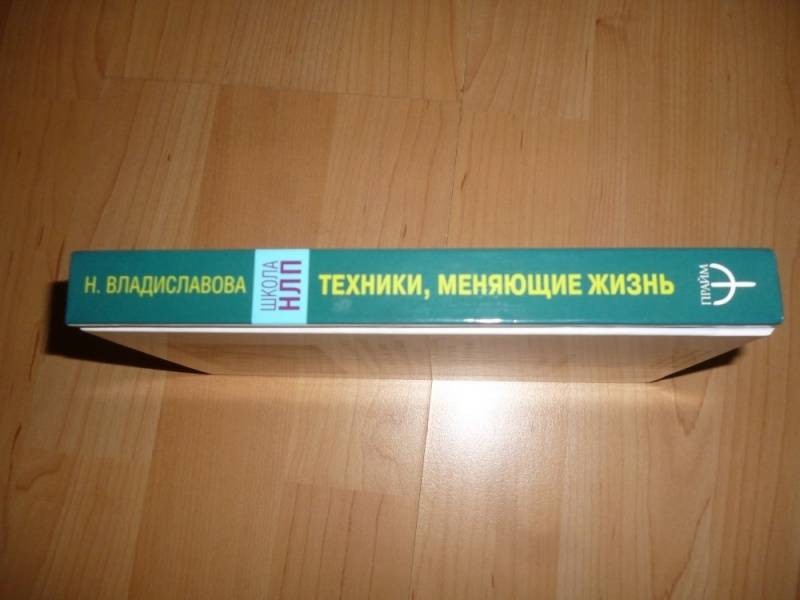 Н. ВЛАДИСЛАВОВА
ШКОЛА
НЛП
ТЕХНИКИ, МЕНЯЮЩИЕ ЖИЗНЬ
ПРАЙМ